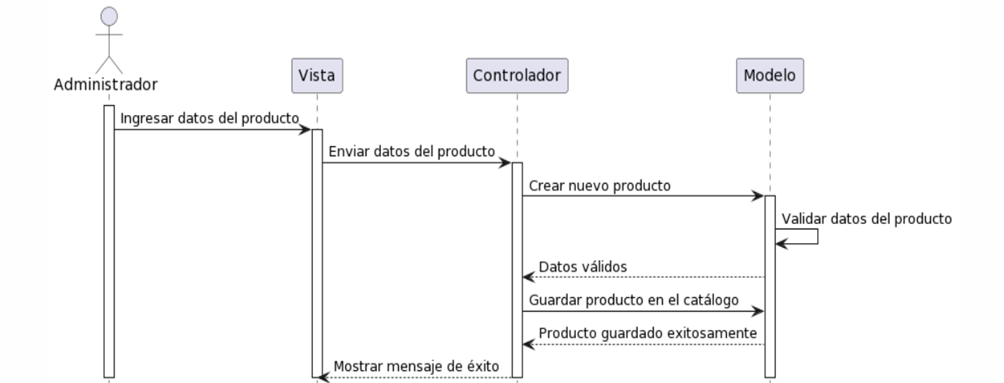 Administrador
Vista
Controlador
Modelo
Ingresar datos del producto
Enviar datos del producto
Crear nuevo producto
Validar datos del producto
Datos válidos
Guardar producto en el catálogo
Producto guardado exitosamente
Mostrar mensaje de éxito